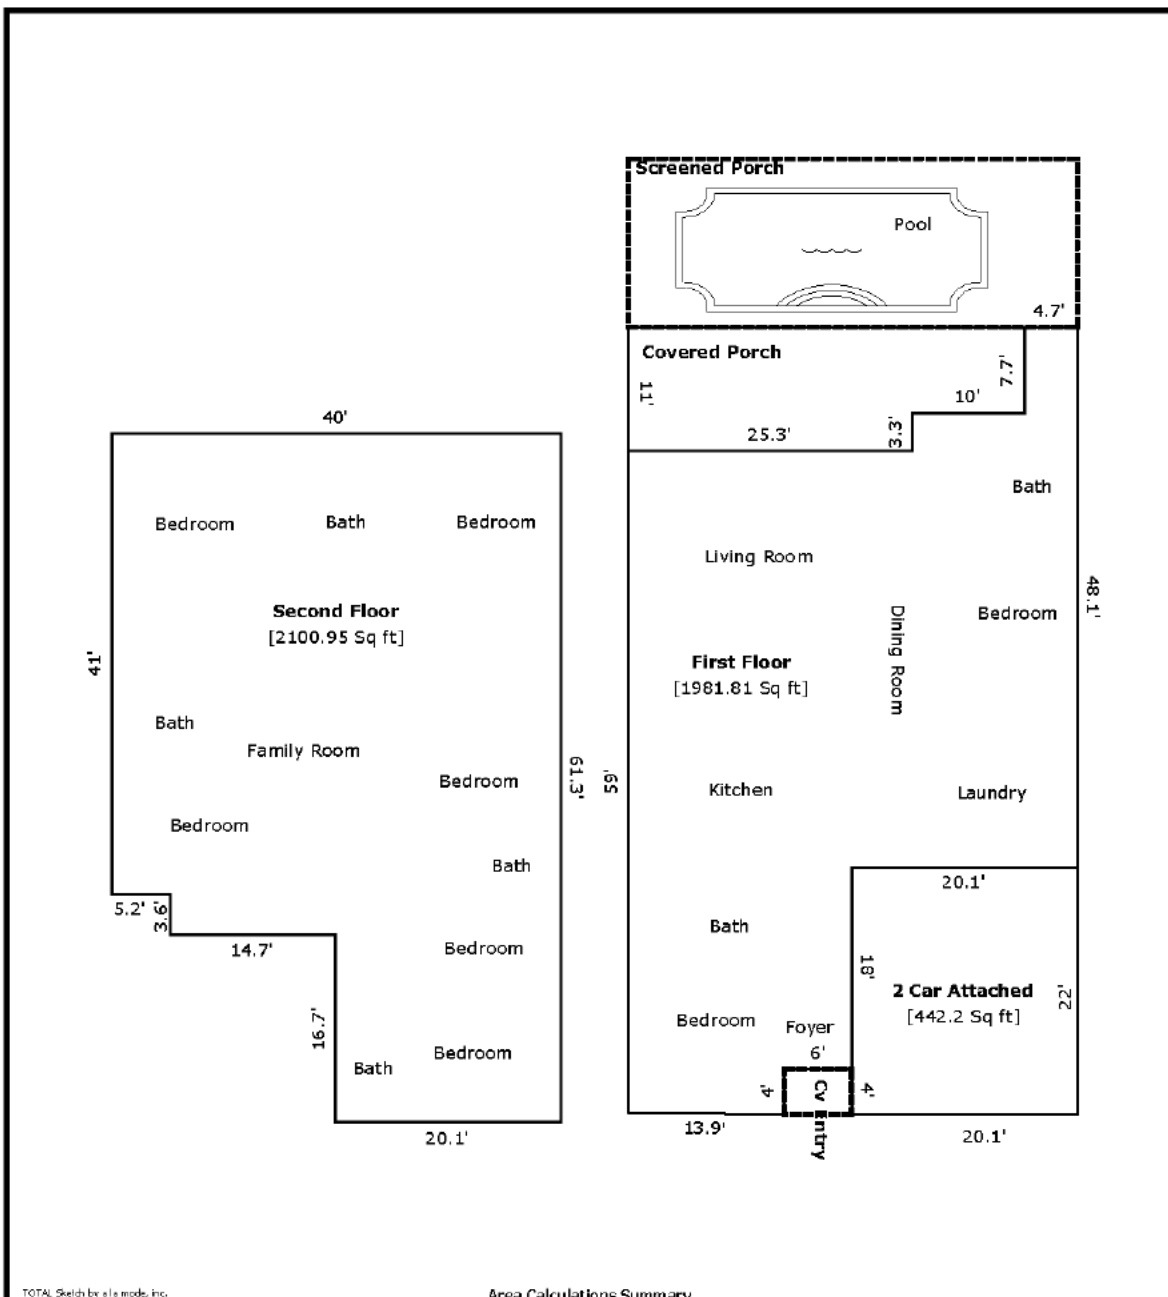 Screened Porch
Pool
4.7'
Covered Porch
11'
7.7'
10'
25.3'
3.3'
40'
Bedroom
Bath
Bedroom
Second Floor
[2100.95 Sq ft]
41'
Bath
Family Room
Bedroom
61.3'
Bedroom
Bath
5.2'
3.6'
14.7'
Bedroom
16.7'
Bedroom
Bath
20.1'
Bath
Living Room
48.1'
Dining Room
Bedroom
First Floor
[1981.81 Sq ft]
59'
Kitchen
Laundry
20.1'
Bath
18'
2 Car Attached
[442.2 Sq ft]
22'
Bedroom
Foyer
6'
4'
Cv Entry
4'
13.9'
20.1'
TOTAL Sketch by a la mode, inc.
Area Calculations Summary